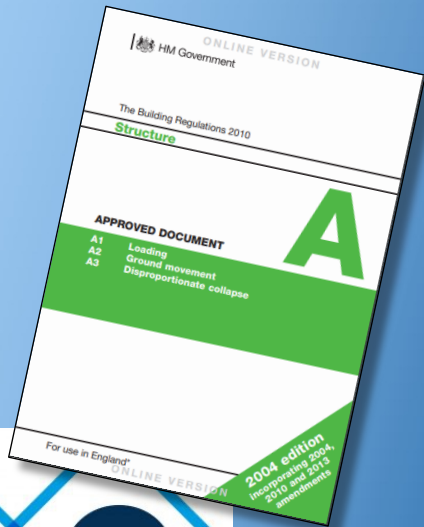 ONLINE VERSION
HM Government
The Building Regulations 2010
Structure
A
APPROVED DOCUMENT
A1 Loading
A2 Ground movement
A3 Disproportionate collapse
2004 edition
incorporating 2004,
2010 and 2013
amendments
For use in England*
ONLINE VERSION